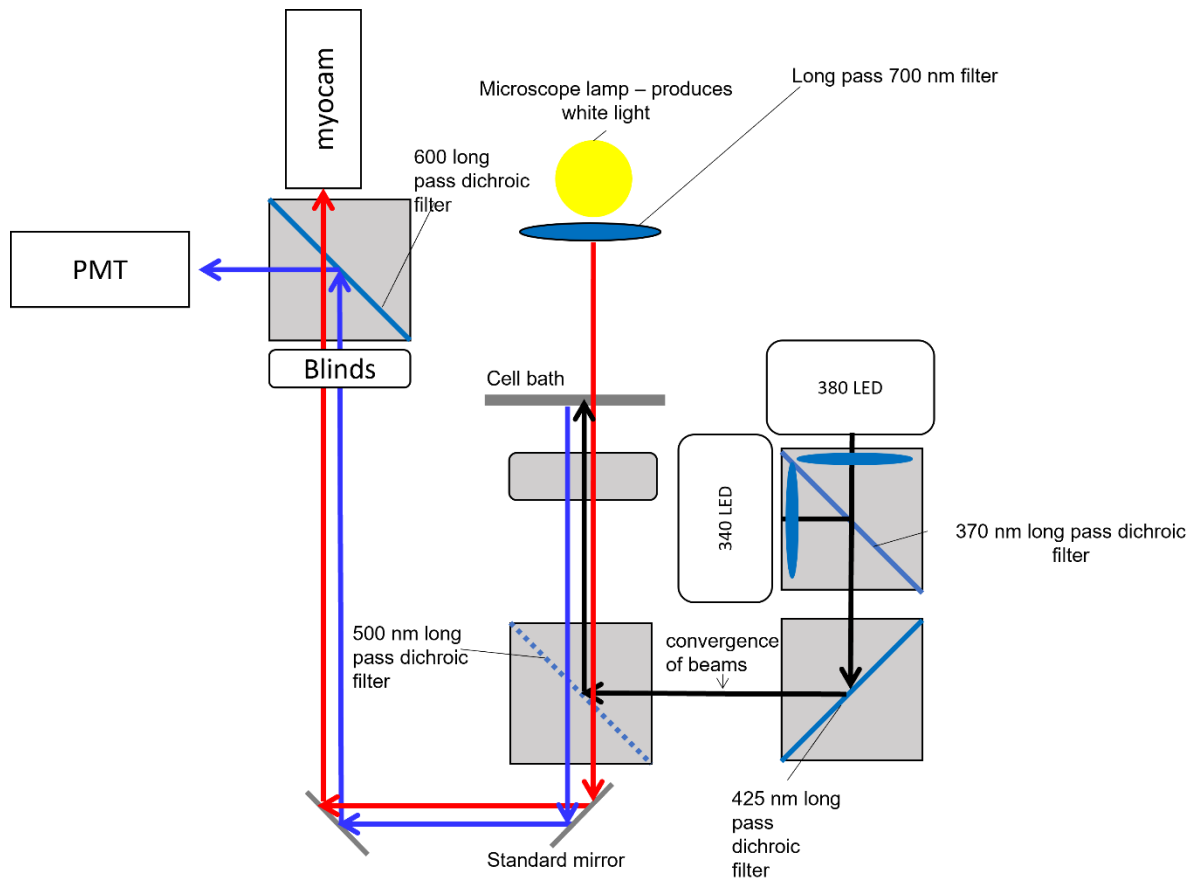 myocam
Microscope lamp – produces
white light
Long pass 700 nm filter
600 long
pass dichroic
filter
PMT
Blinds
Cell bath
380 LED
340 LED
370 nm long pass dichroic
filter
500 nm long
pass dichroic
filter
convergence
of beams
425 nm long
pass
dichroic
filter
Standard mirror